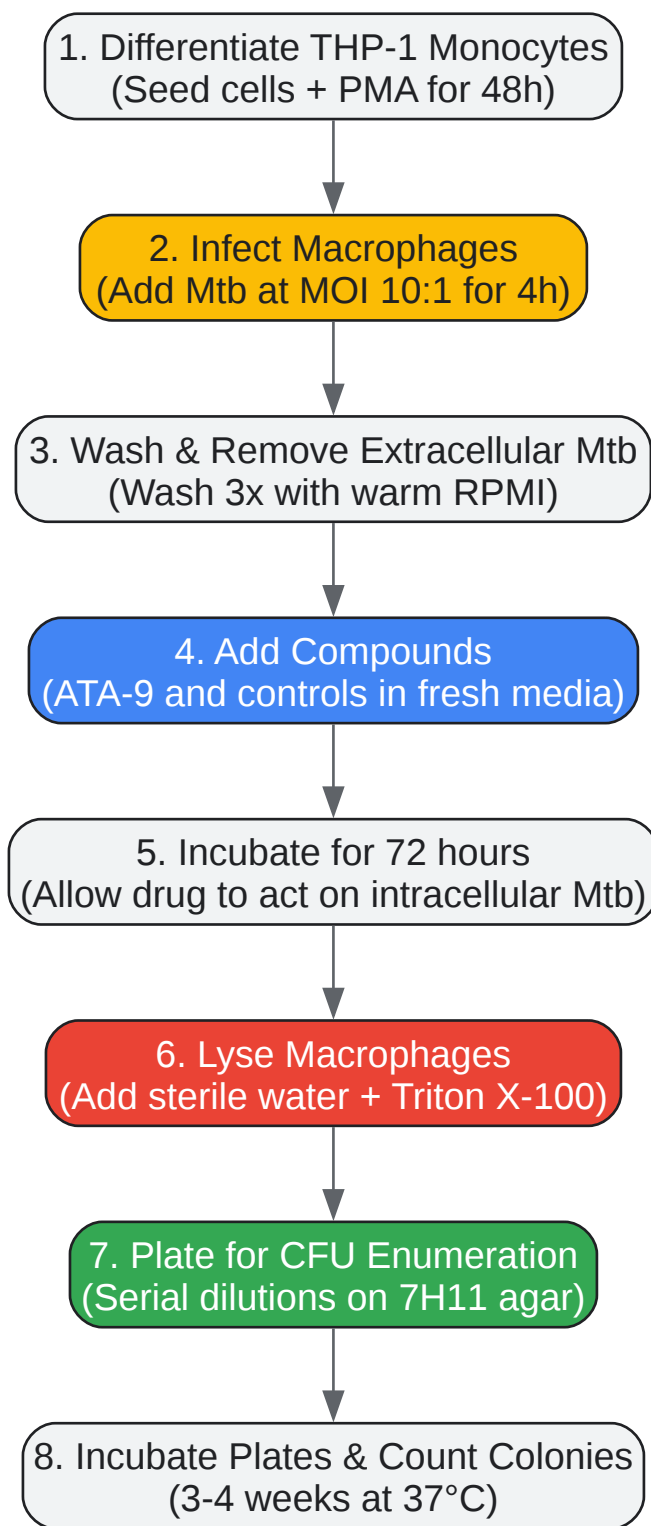 1. Differentiate THP-1 Monocytes
(Seed cells + PMA for 48h)
2. Infect Macrophages
(Add Mtb at MOI 10:1 for 4h)
3. Wash & Remove Extracellular Mtb
(Wash 3x with warm RPMI)
4. Add Compounds
(ATA-9 and controls in fresh media)
5. Incubate for 72 hours
(Allow drug to act on intracellular Mtb)
6. Lyse Macrophages
(Add sterile water + Triton X-100)
7. Plate for CFU Enumeration
(Serial dilutions on 7H11 agar)
8. Incubate Plates & Count Colonies
(3-4 weeks at 37°C)